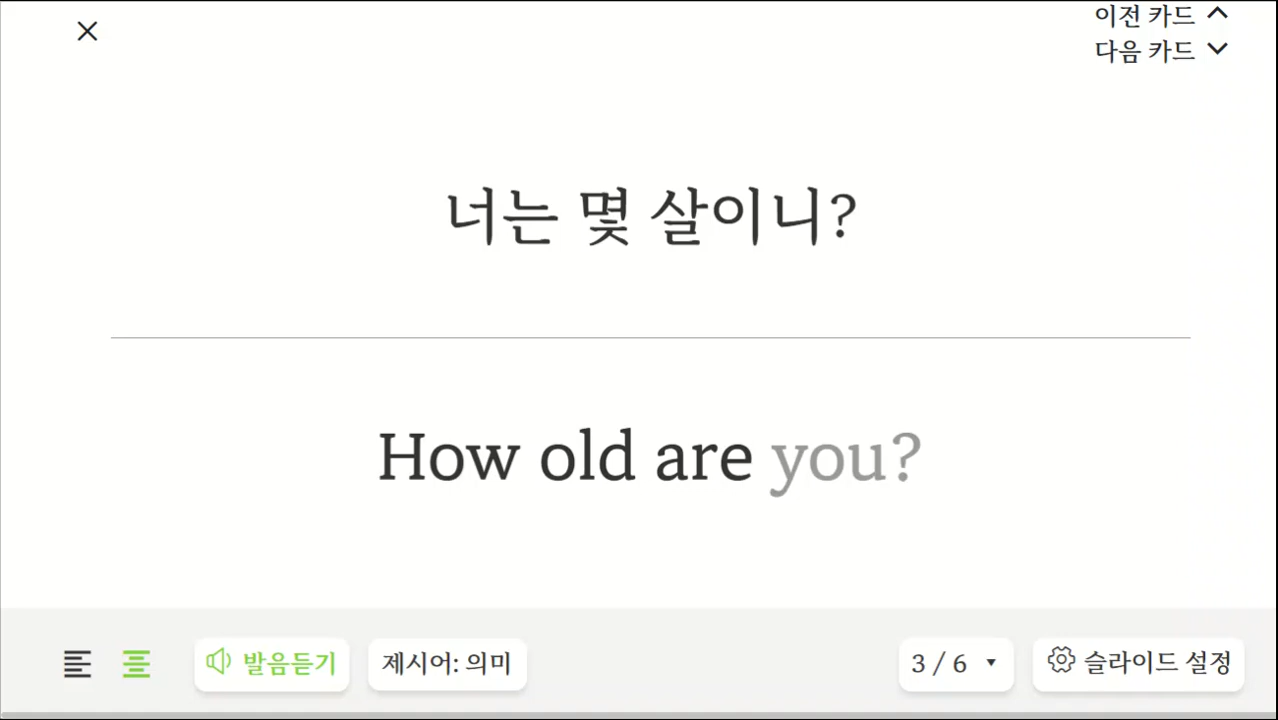 이전 카드
다음 카드
너는 몇 살이니?
How old are you?
발음듣기
제시어: 의미
3 / 6
슬라이드 설정